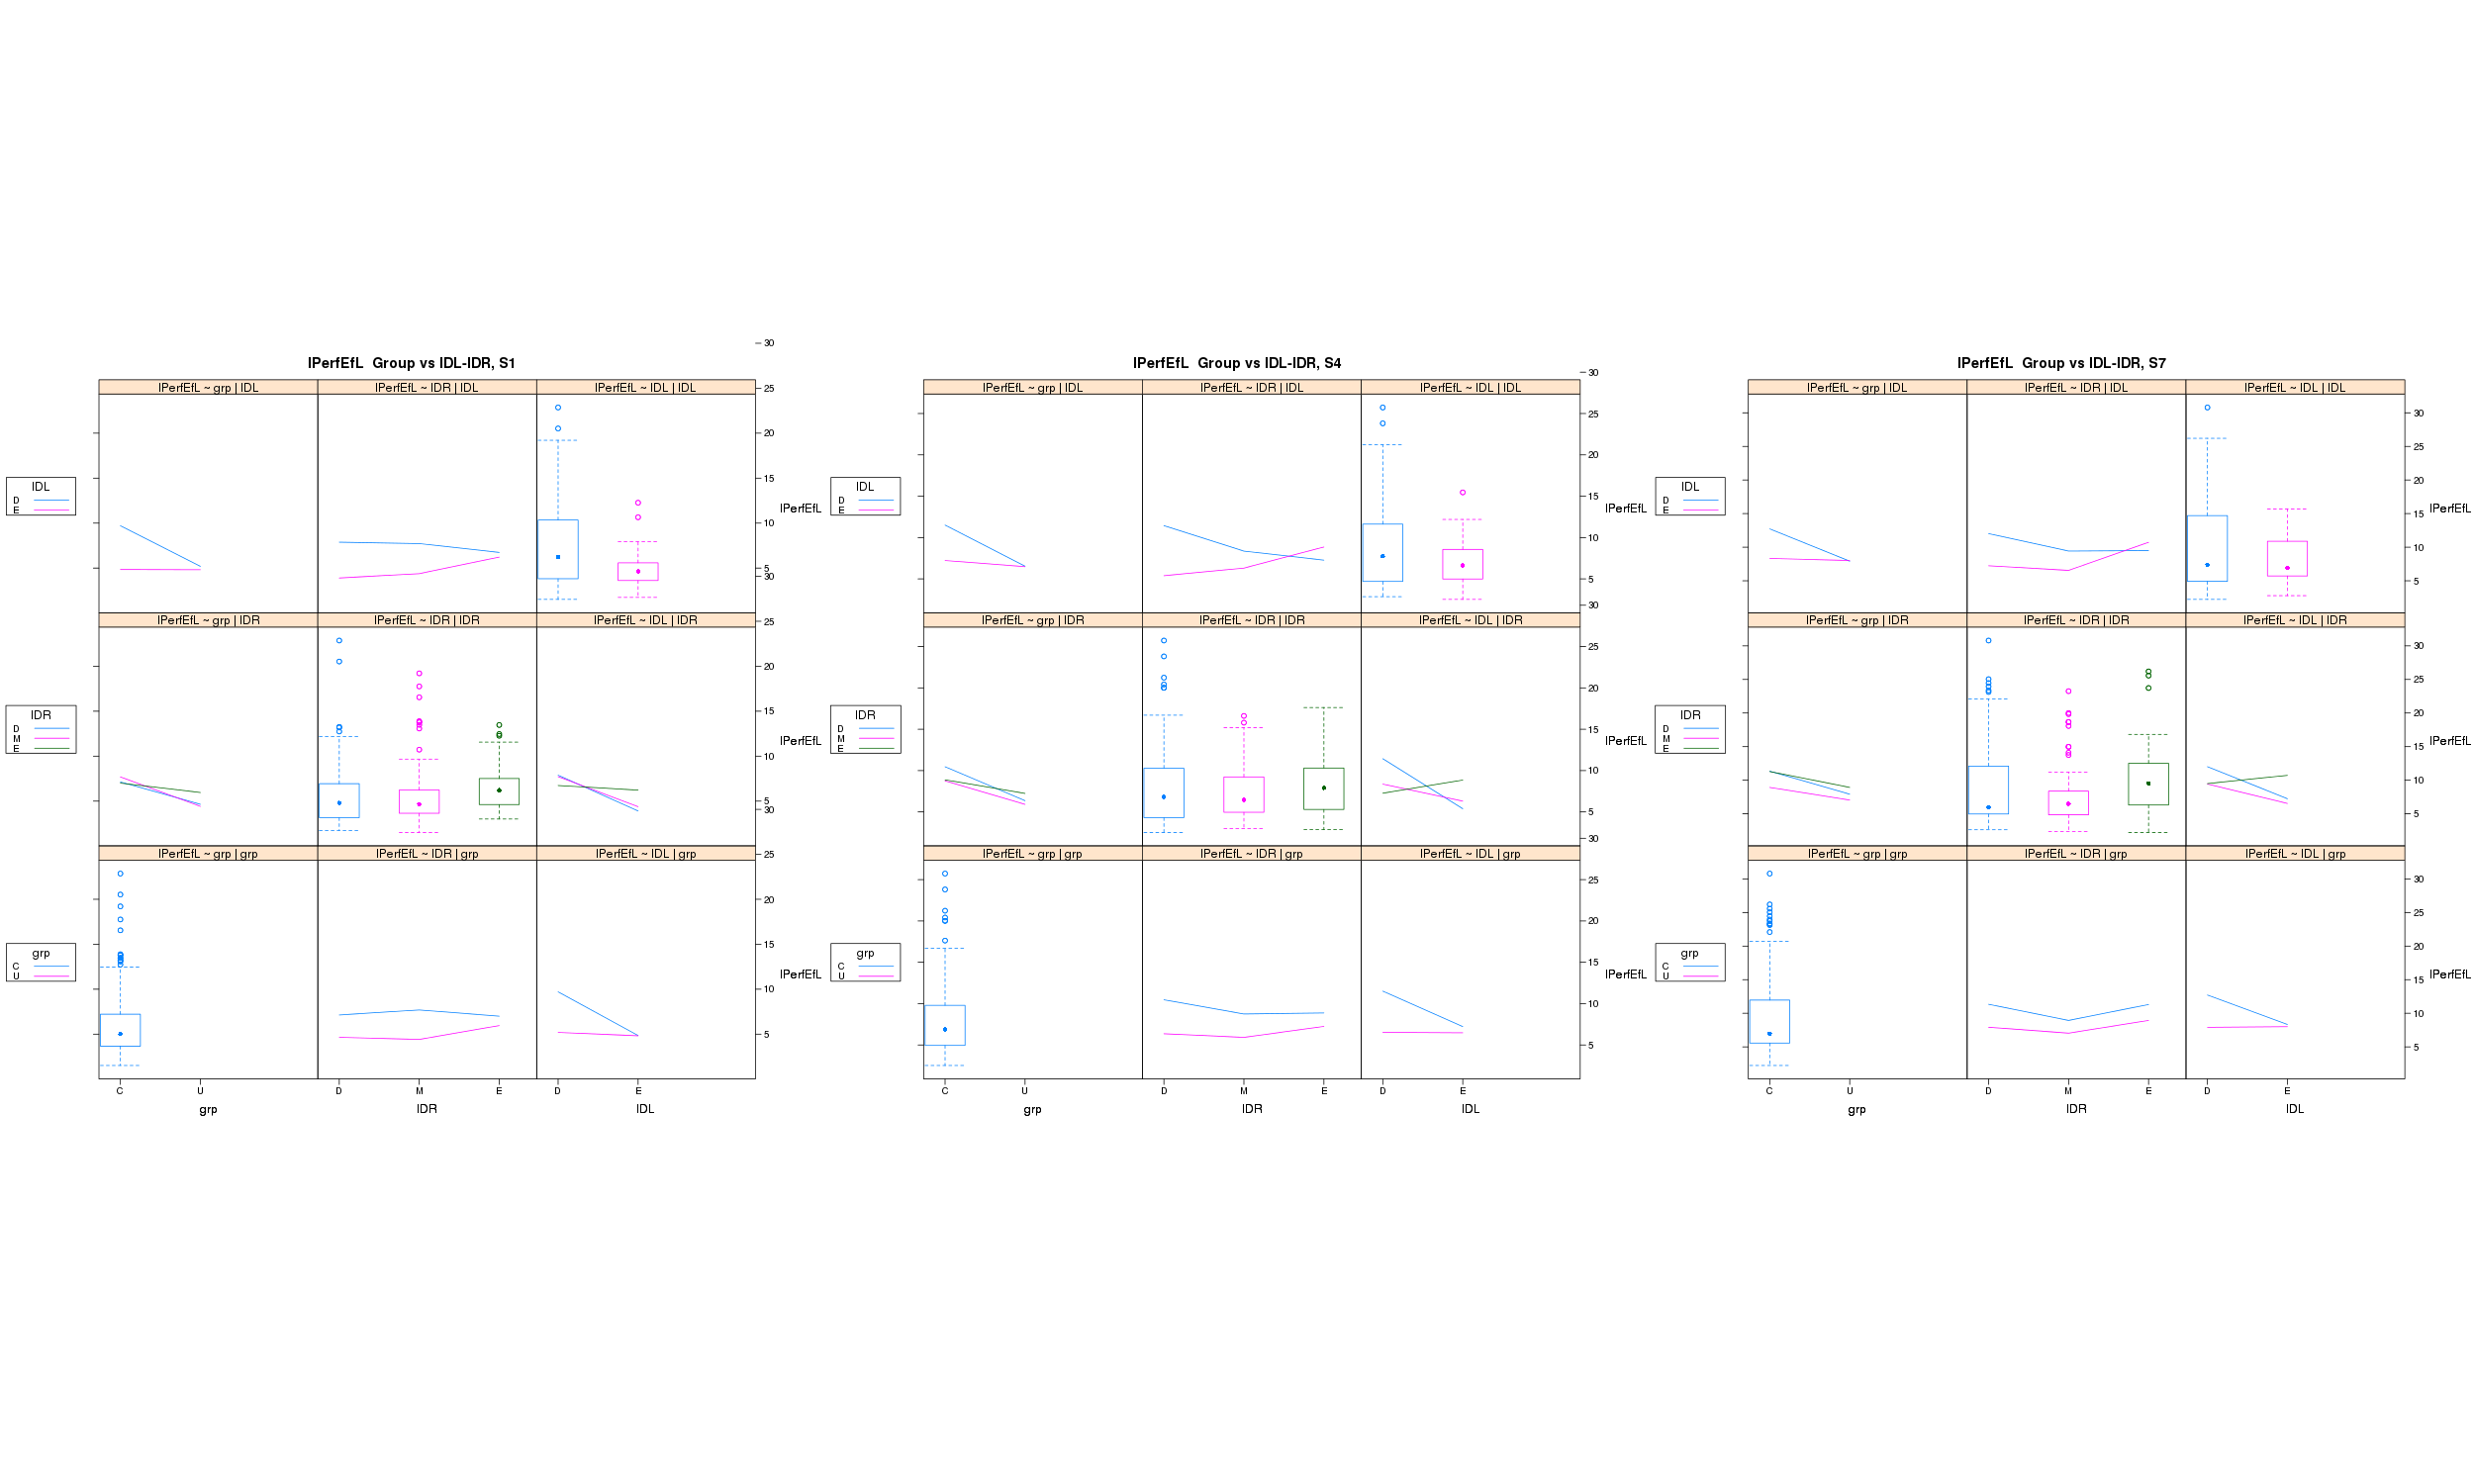 IPerfEfL  Group vs IDL-IDR, S1
IPerfEfL ~ grp | IDL
IPerfEfL ~ IDR | IDL
IPerfEfL ~ IDL | IDL
30
25
20
15
10
5
IDL
D
E
IPerfEfL
IPerfEfL ~ grp | IDR
IPerfEfL ~ IDR | IDR
IPerfEfL ~ IDL | IDR
30
25
20
15
10
5
IDR
D
M
E
IPerfEfL
IPerfEfL ~ grp | grp
IPerfEfL ~ IDR | grp
IPerfEfL ~ IDL | grp
30
25
20
15
10
5
grp
C
U
IPerfEfL
C U D M E D E
grp IDR IDL
IPerfEfL  Group vs IDL-IDR, S4
IPerfEfL ~ grp | IDL
IPerfEfL ~ IDR | IDL
IPerfEfL ~ IDL | IDL
30
25
20
15
10
5
IDL
D
E
IPerfEfL
IPerfEfL ~ grp | IDR
IPerfEfL ~ IDR | IDR
IPerfEfL ~ IDL | IDR
30
25
20
15
10
5
IDR
D
M
E
IPerfEfL
IPerfEfL ~ grp | grp
IPerfEfL ~ IDR | grp
IPerfEfL ~ IDL | grp
30
25
20
15
10
5
grp
C
U
IPerfEfL
C U D M E D E
grp IDR IDL
IPerfEfL  Group vs IDL-IDR, S7
IPerfEfL ~ grp | IDL
IPerfEfL ~ IDR | IDL
IPerfEfL ~ IDL | IDL
30
25
20
15
10
5
IDL
D
E
IPerfEfL
IPerfEfL ~ grp | IDR
IPerfEfL ~ IDR | IDR
IPerfEfL ~ IDL | IDR
30
25
20
15
10
5
IDR
D
M
E
IPerfEfL
IPerfEfL ~ grp | grp
IPerfEfL ~ IDR | grp
IPerfEfL ~ IDL | grp
30
25
20
15
10
5
grp
C
U
IPerfEfL
C U D M E D E
grp IDR IDL